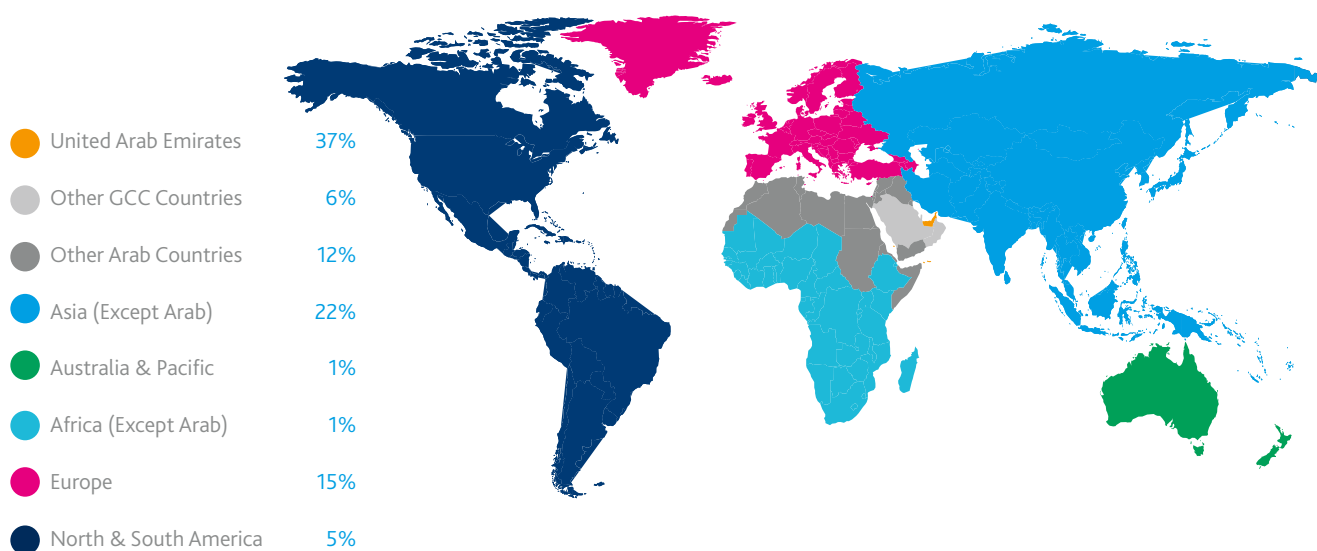 United Arab Emirates 37%
Other GCC Countries 6%
Other Arab Countries 12%
Asia (Except Arab) 22%
Australia & Pacific 1%
Africa (Except Arab) 1%
Europe 15%
North & South America 5%